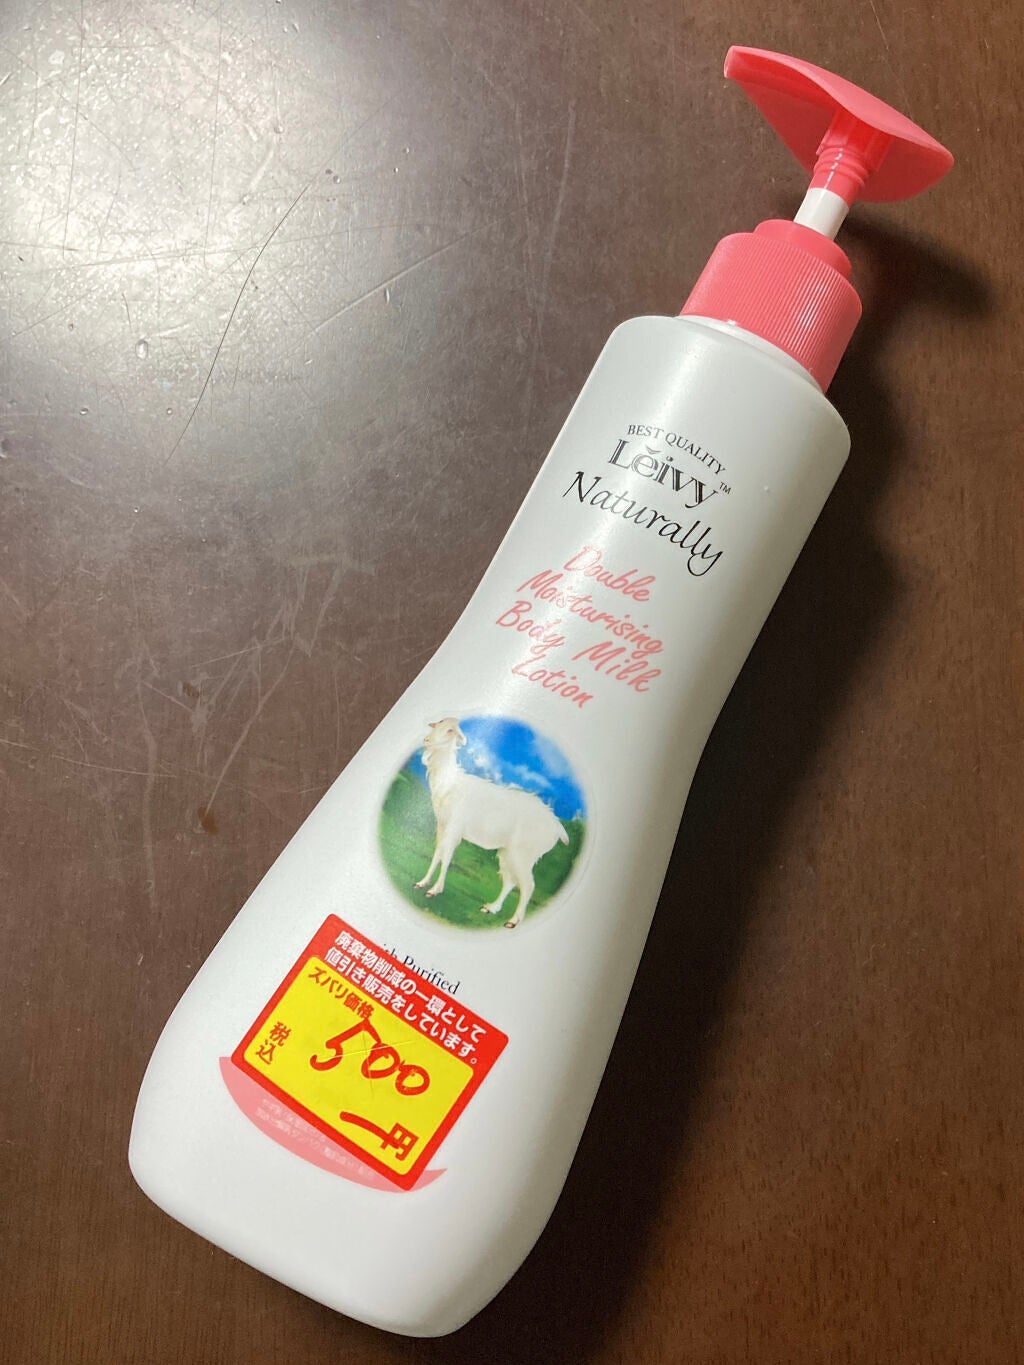 BEST QUALITY
Leivy™
Naturally
Double
Moisturising
Body Milk
Lotion
Purified
廃棄物削減の一環として
値引き販売をしています。
ズバリ価格
税込
500
円